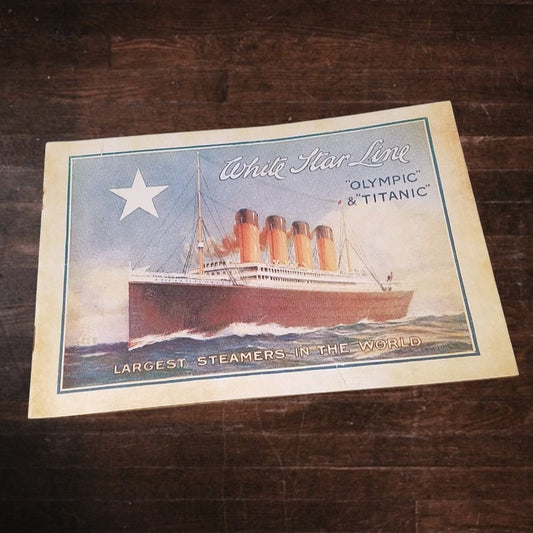 White Star Line
"OLYMPIC"
& "TITANIC"
LARGEST STEAMERS IN THE WORLD